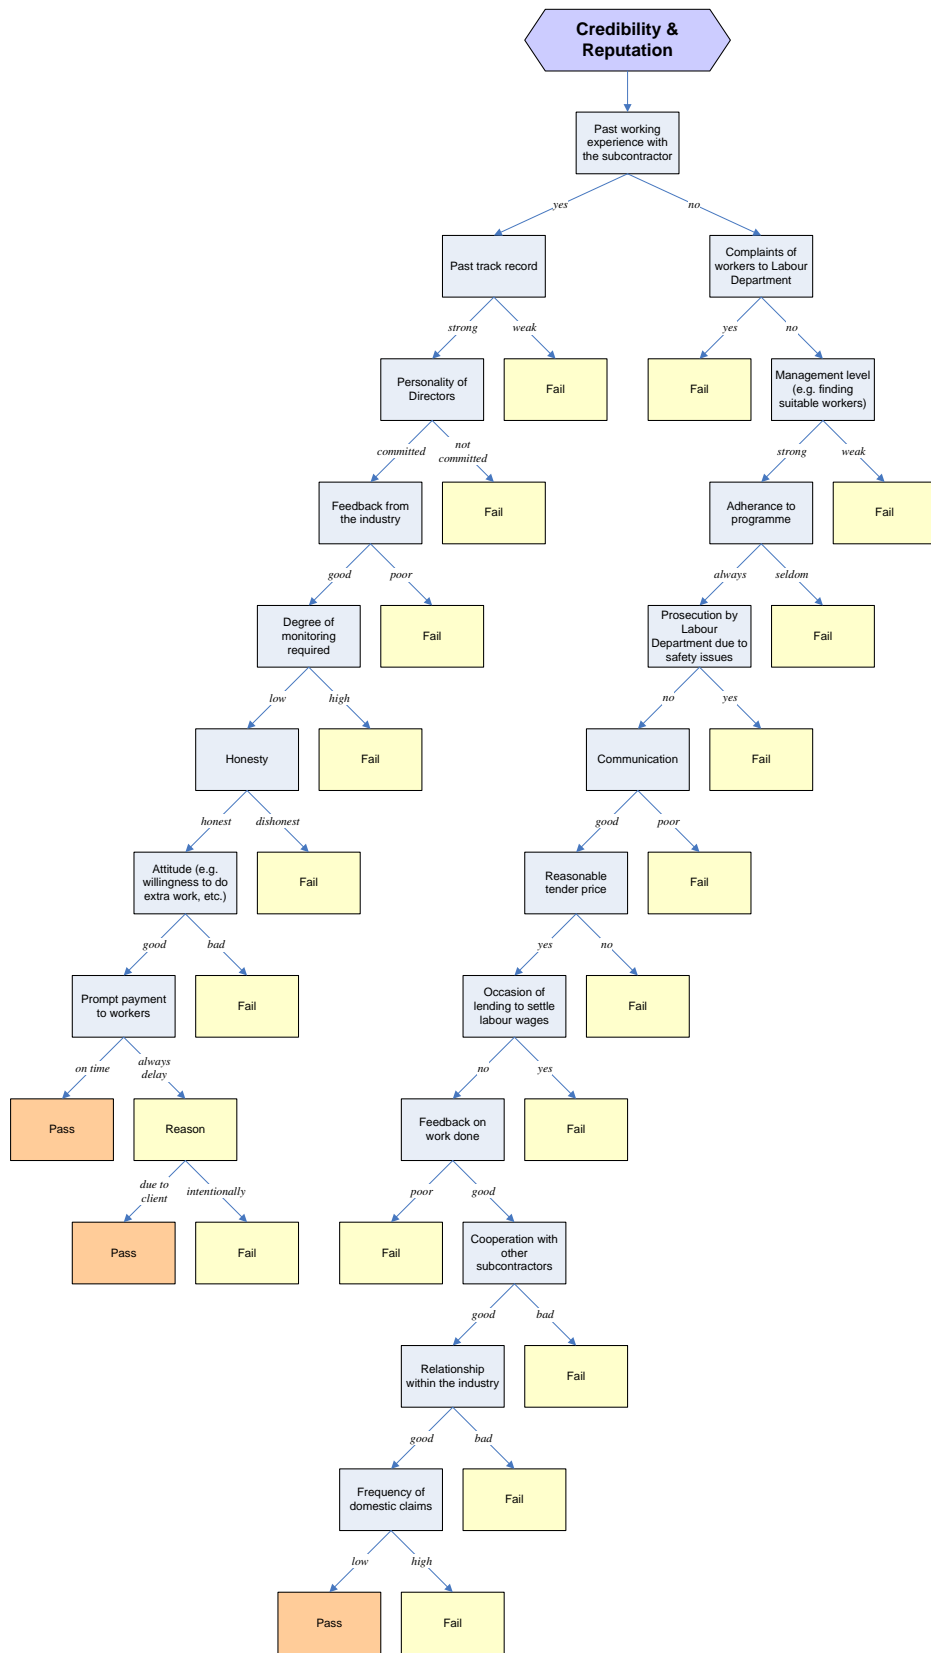 Credibility &
Reputation
Past working
experience with
the subcontractor
yes
no
Past track record
Complaints of
workers to Labour
Department
strong
weak
yes
no
Personality of
Directors
Fail
Fail
Management level
(e.g. finding
suitable workers)
committed
not
committed
strong
weak
Feedback from
the industry
Fail
Adherance to
programme
Fail
good
poor
always
seldom
Degree of
monitoring
required
Fail
Prosecution by
Labour
Department due to
safety issues
Fail
low
high
no
yes
Honesty
Fail
Communication
Fail
honest
dishonest
good
poor
Attitude (e.g.
willingness to do
extra work, etc.)
Fail
Reasonable
tender price
Fail
good
bad
yes
no
Prompt payment
to workers
Fail
Occasion of
lending to settle
labour wages
Fail
on time
always
delay
no
yes
Pass
Reason
Feedback on
work done
Fail
due to
client
intentionally
poor
good
Pass
Fail
Fail
Cooperation with
other
subcontractors
good
bad
Relationship
within the industry
Fail
good
bad
Frequency of
domestic claims
Fail
low
high
Pass
Fail